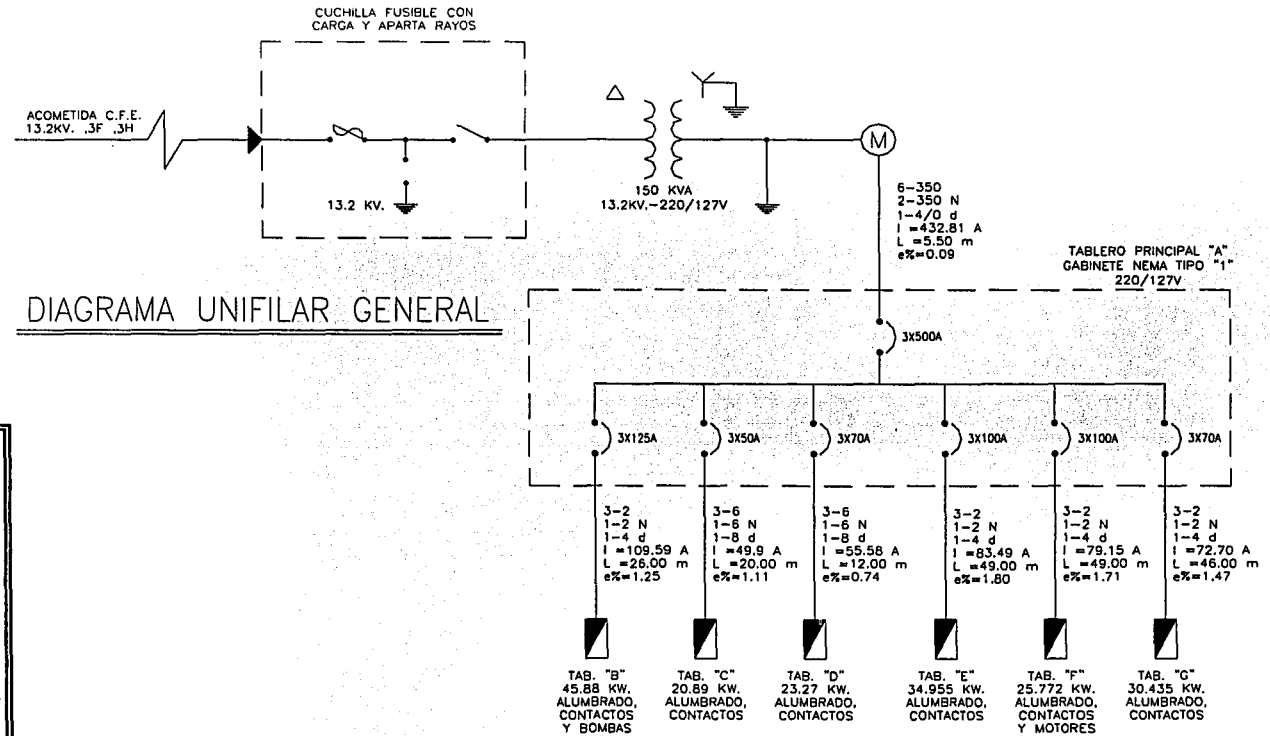 CUCHILLA FUSIBLE CON
CARGA Y APARTA RAYOS
ACOMETIDA C.F.E.
13.2KV. ,3F ,3H
13.2 KV.
150 KVA
13.2KV.-220/127V
M
6-350
2-350 N
1-4/0 d
I =432.81 A
L =5.50 m
e%=0.09
TABLERO PRINCIPAL "A"
GABINETE NEMA TIPO "1"
220/127V
DIAGRAMA UNIFILAR GENERAL
3X500A
3X125A
3X50A
3X70A
3X100A
3X100A
3X70A
3-2
1-2 N
1-4 d
I =109.59 A
L =26.00 m
e%=1.25
3-6
1-6 N
1-8 d
I =49.9 A
L =20.00 m
e%=1.11
3-6
1-6 N
1-8 d
I =55.58 A
L =12.00 m
e%=0.74
3-2
1-2 N
1-4 d
I =83.49 A
L =49.00 m
e%=1.80
3-2
1-2 N
1-4 d
I =79.15 A
L =49.00 m
e%=1.71
3-2
1-2 N
1-4 d
I =72.70 A
L =46.00 m
e%=1.47
TAB. "B"
45.88 KW.
ALUMBRADO,
CONTACTOS
Y BOMBAS
TAB. "C"
20.89 KW.
ALUMBRADO,
CONTACTOS
TAB. "D"
23.27 KW.
ALUMBRADO,
CONTACTOS
TAB. "E"
34.955 KW.
ALUMBRADO,
CONTACTOS
TAB. "F"
25.772 KW.
ALUMBRADO,
CONTACTOS
Y MOTORES
TAB. "G"
30.435 KW.
ALUMBRADO,
CONTACTOS